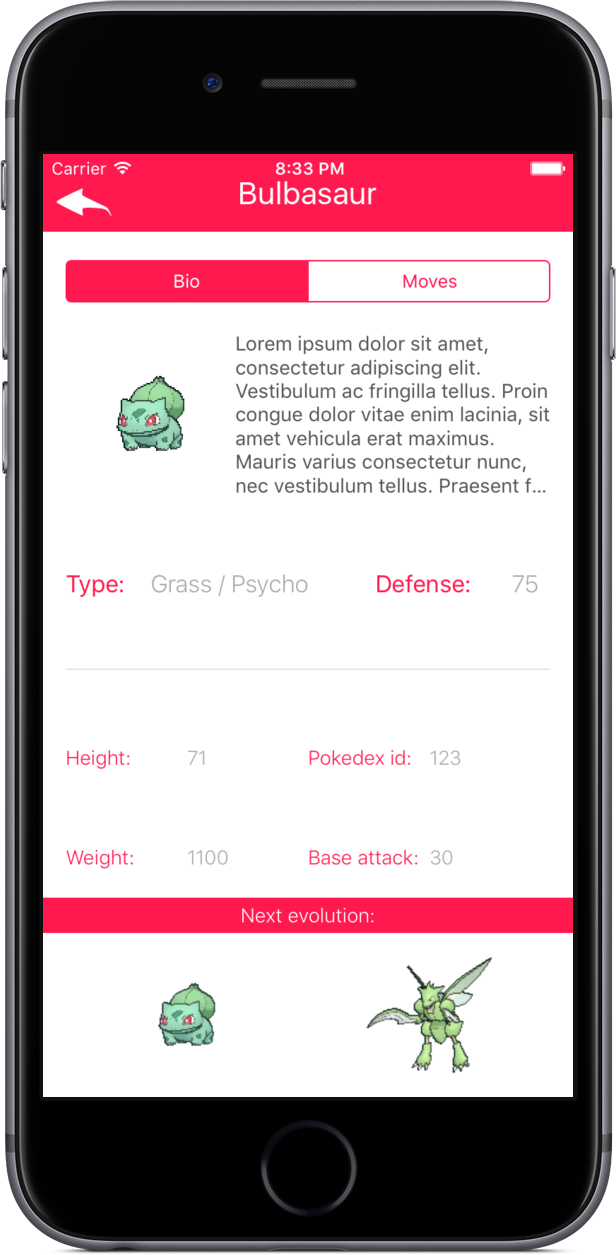 Carrier 8:33 PM
Bulbasaur
Bio Moves
Lorem ipsum dolor sit amet,
consectetur adipiscing elit.
Vestibulum ac fringilla tellus. Proin
congue dolor vitae enim lacinia, sit
amet vehicula erat maximus.
Mauris varius consectetur nunc,
nec vestibulum tellus. Praesent f...
Type: Grass / Psycho Defense: 75
Height: 71 Pokedex id: 123
Weight: 1100 Base attack: 30
Next evolution: